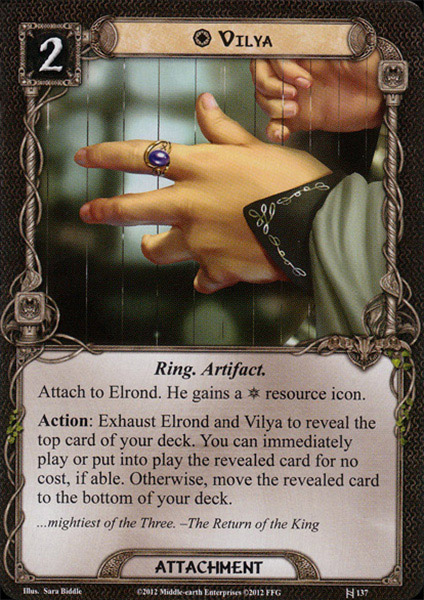 2
Vilya
Ring. Artifact.
Attach to Elrond. He gains a resource icon.
Action: Exhaust Elrond and Vilya to reveal the
top card of your deck. You can immediately
play or put into play the revealed card for no
cost, if able. Otherwise, move the revealed card
to the bottom of your deck.
...mightiest of the Three. –The Return of the King
ATTACHMENT
Illus. Sara Biddle ©2012 Middle-earth Enterprises ©2012 FFG 137